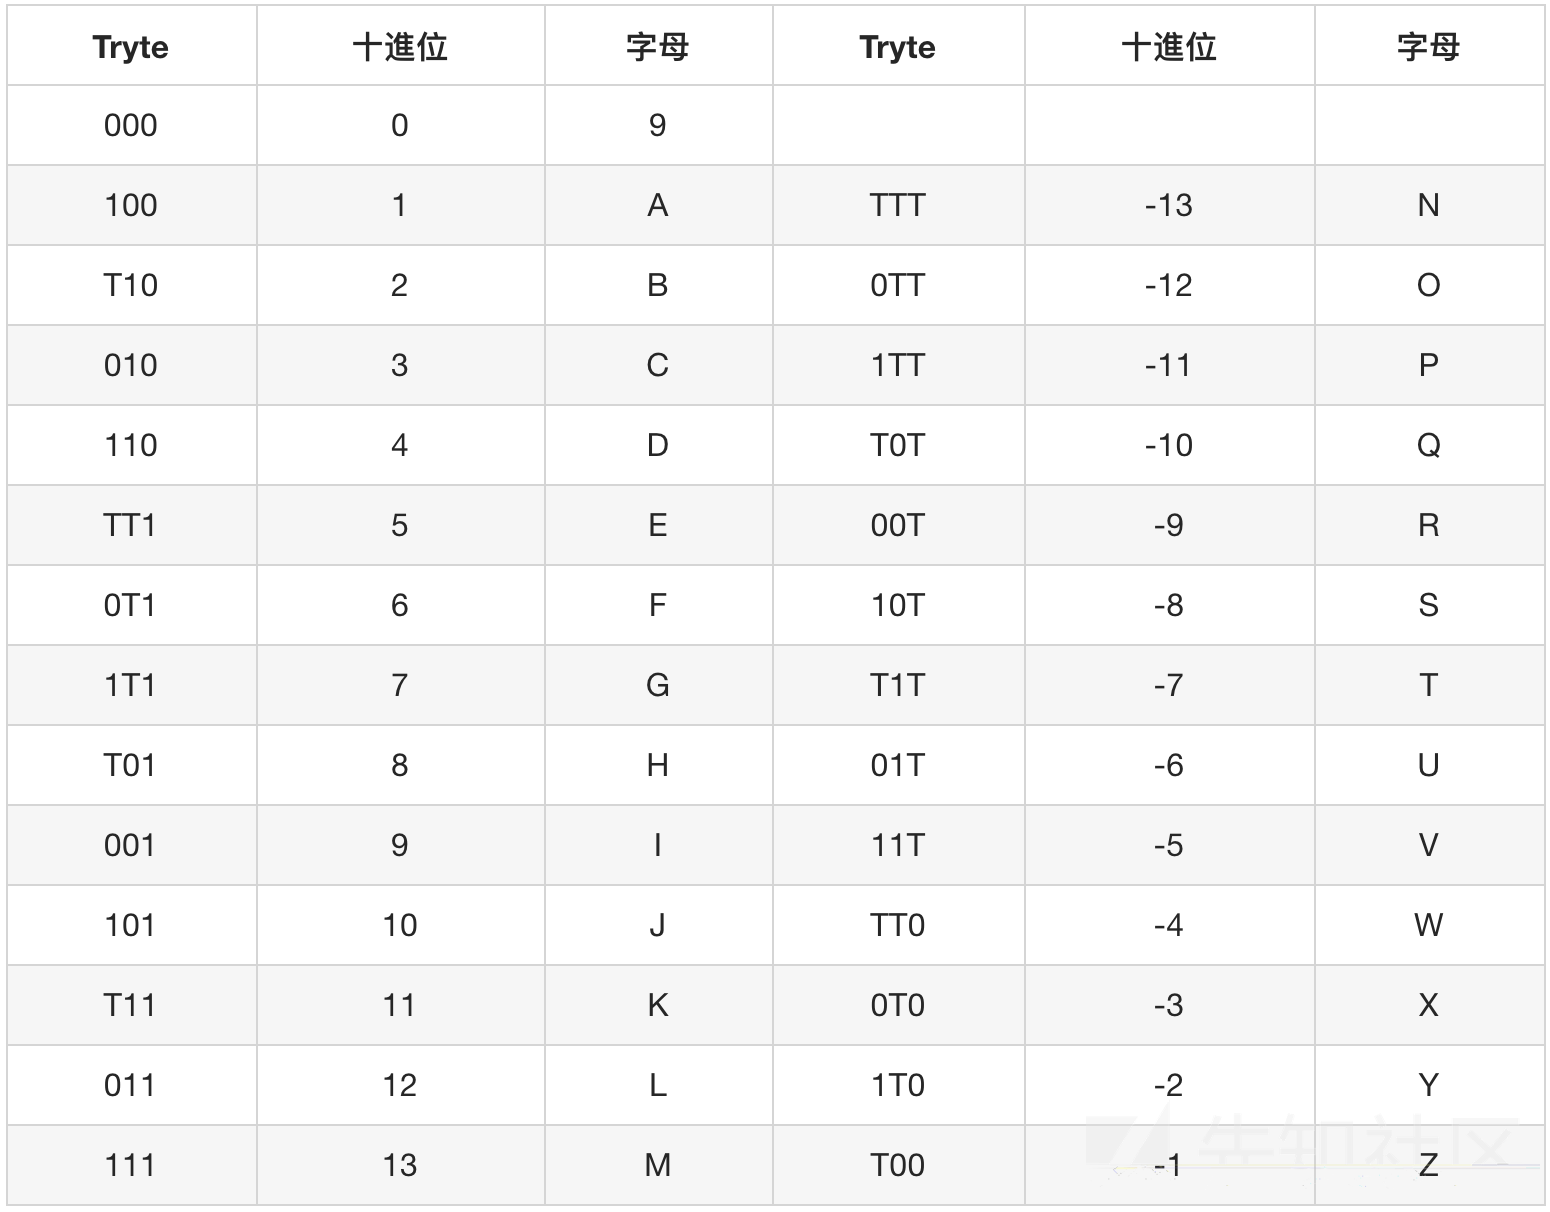 Tryte 十進位 字母 Tryte 十進位 字母
000 0 9
100 1 A TTT -13 N
T10 2 B 0TT -12 O
010 3 C 1TT -11 P
110 4 D T0T -10 Q
TT1 5 E 00T -9 R
0T1 6 F 10T -8 S
1T1 7 G T1T -7 T
T01 8 H 01T -6 U
001 9 I 11T -5 V
101 10 J TT0 -4 W
T11 11 K 0T0 -3 X
011 12 L 1T0 -2 Y
111 13 M T00 -1 Z
先知社区